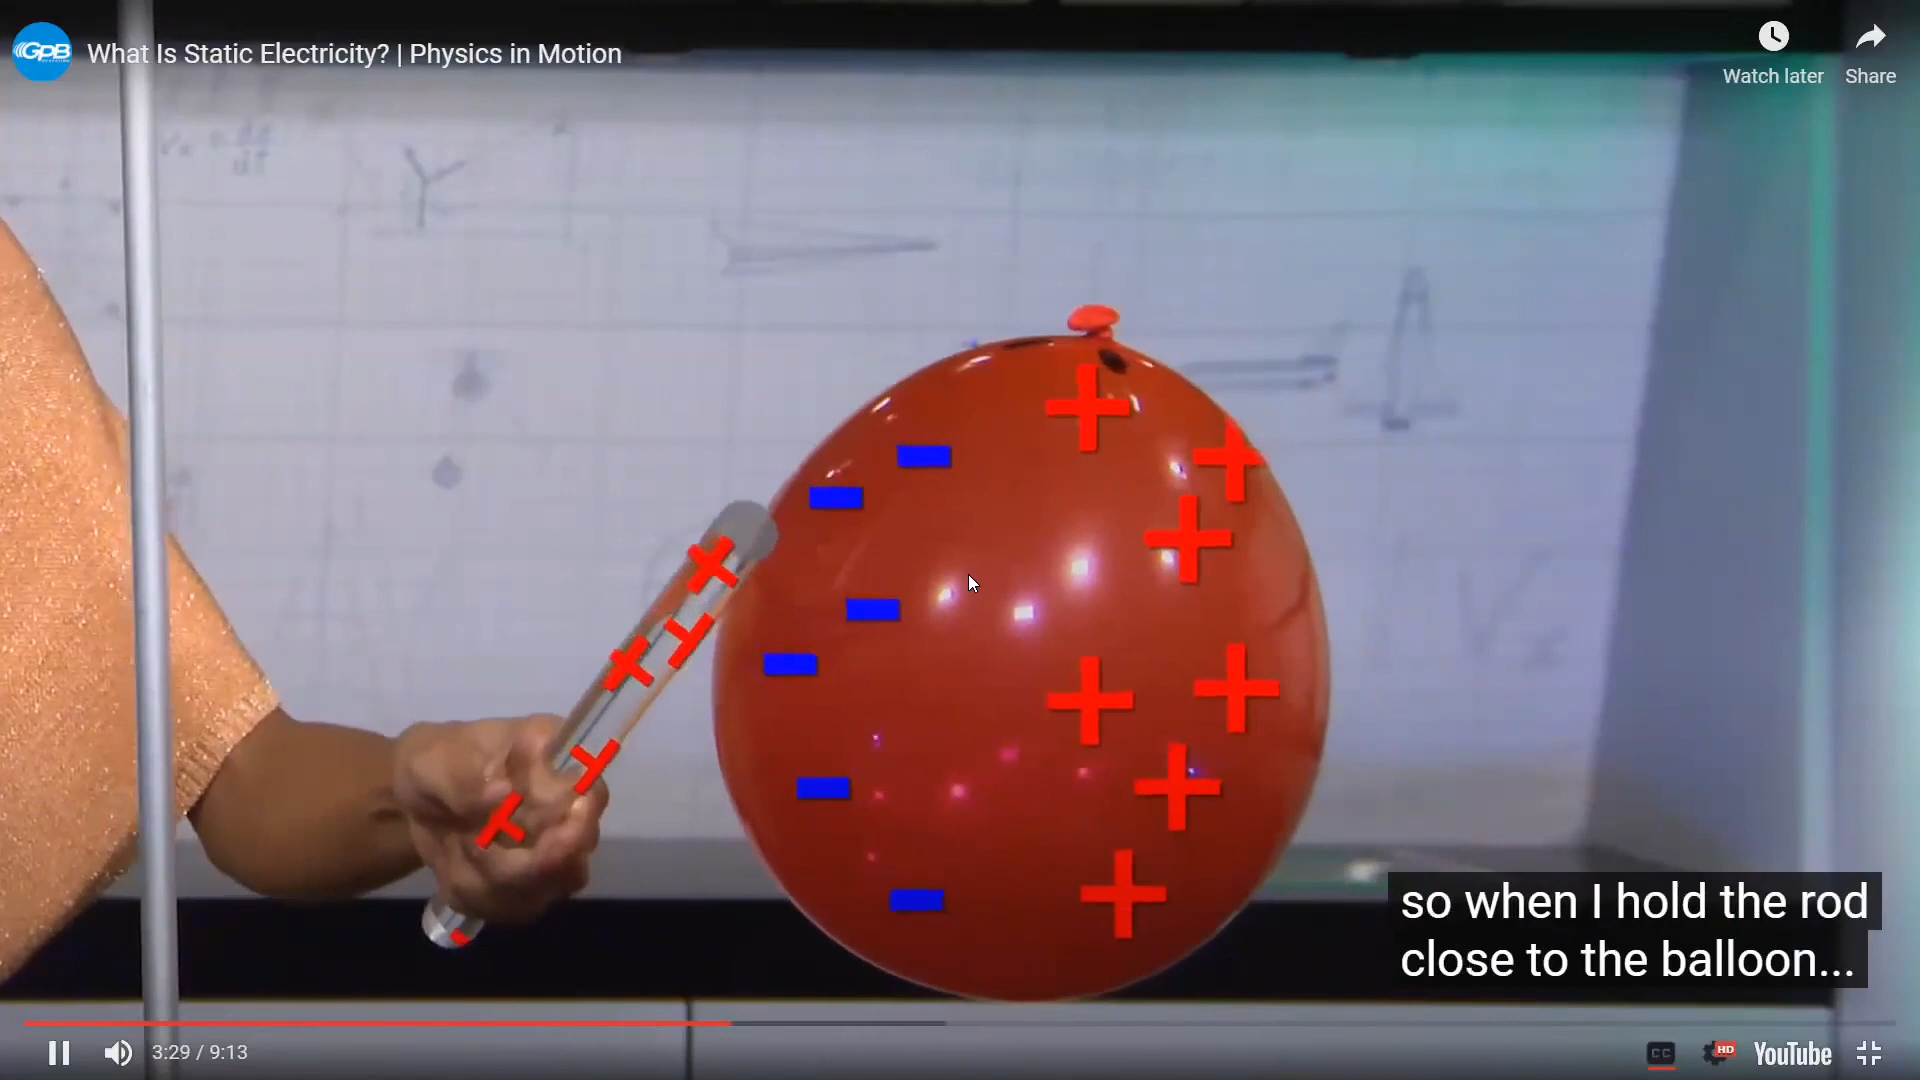 GPB
What Is Static Electricity? | Physics in Motion
Watch later
Share
so when I hold the rod
close to the balloon...
3:29 / 9:13
CC
HD
YouTube